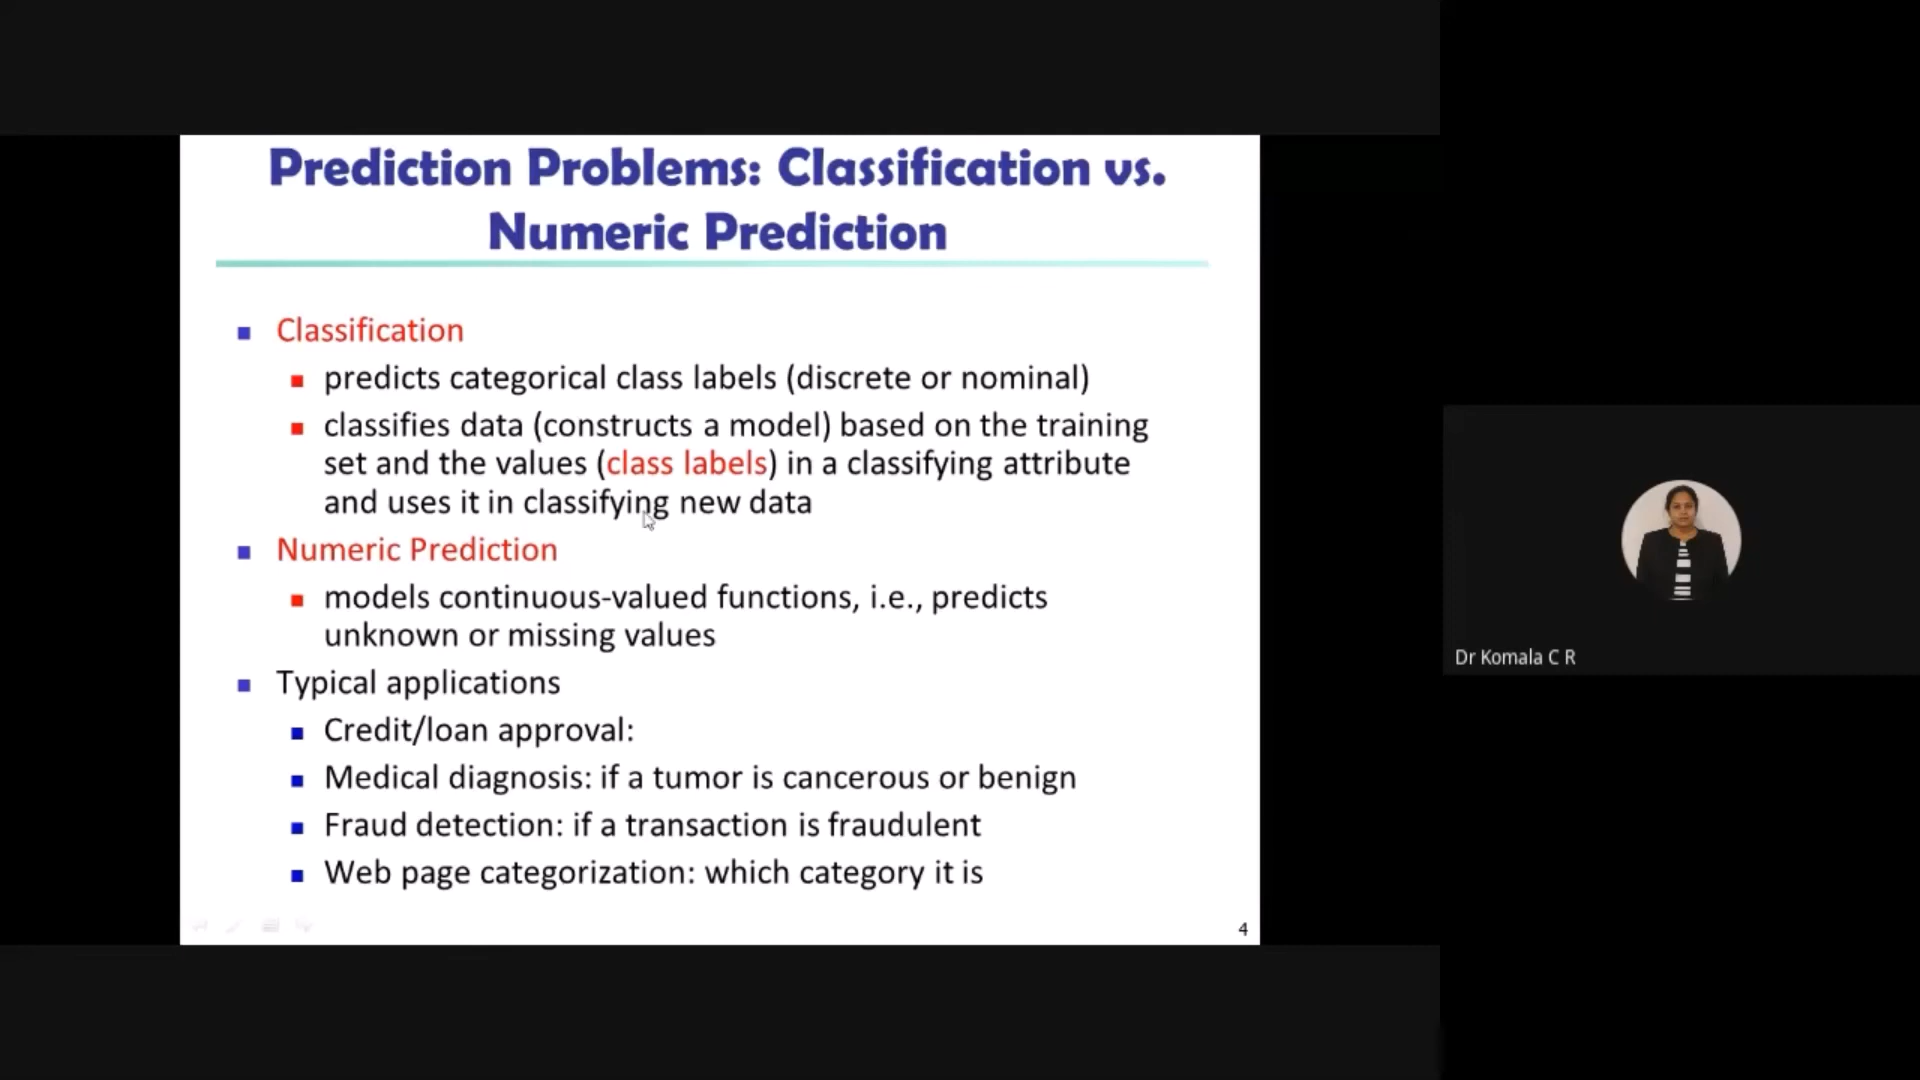 Prediction Problems: Classification vs.
Numeric Prediction
Classification
predicts categorical class labels (discrete or nominal)
classifies data (constructs a model) based on the training
set and the values (class labels) in a classifying attribute
and uses it in classifying new data
Numeric Prediction
models continuous-valued functions, i.e., predicts
unknown or missing values
Typical applications
Credit/loan approval:
Medical diagnosis: if a tumor is cancerous or benign
Fraud detection: if a transaction is fraudulent
Web page categorization: which category it is
4
Dr Komala C R